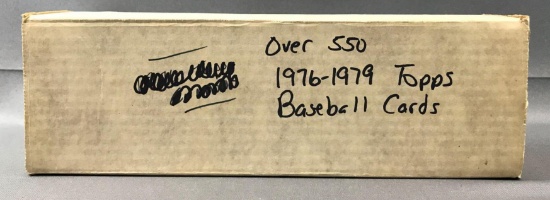 Over 550
1976-1979 Topps
Baseball Cards